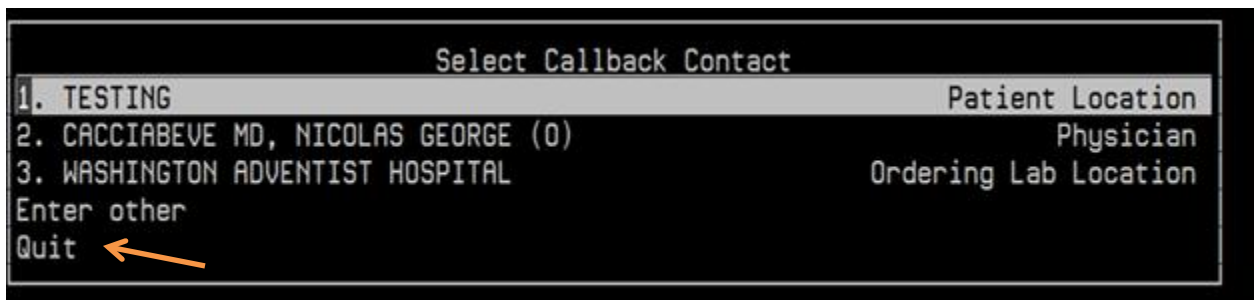 Select Callback Contact
1. TESTING Patient Location
2. CACCIABEVE MD, NICOLAS GEORGE (O) Physician
3. WASHINGTON ADVENTIST HOSPITAL Ordering Lab Location
Enter other
Quit